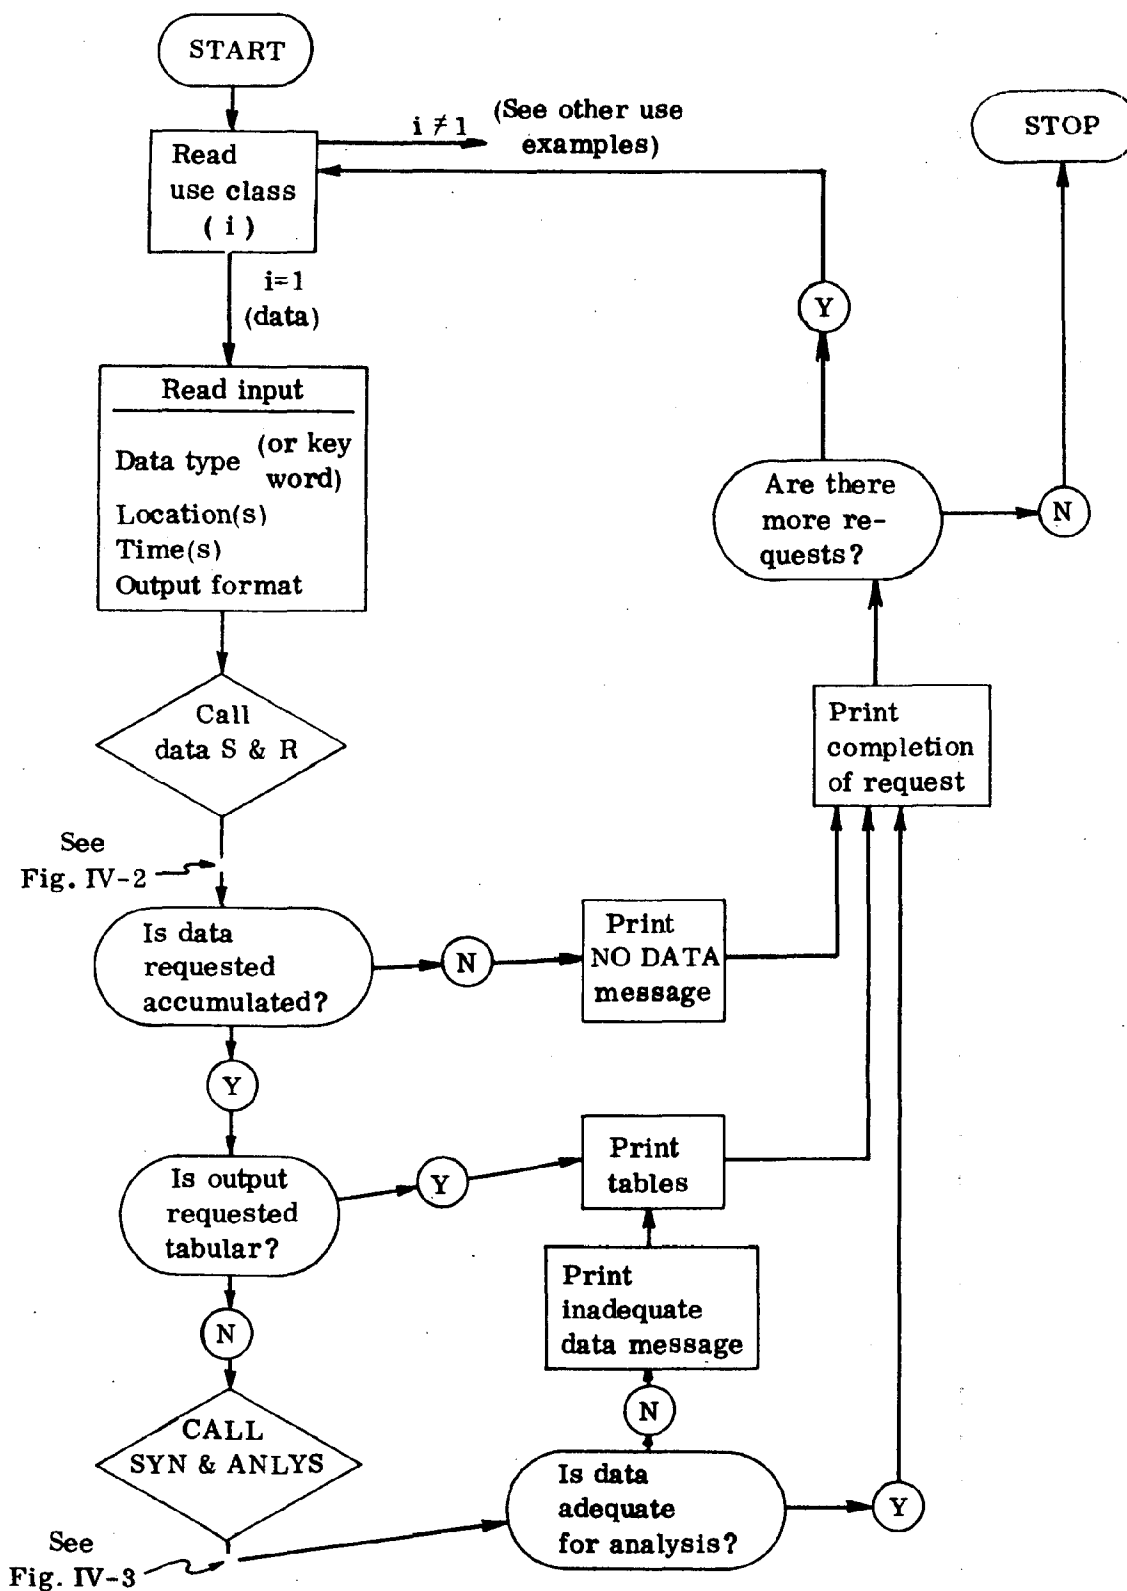 START
STOP
i ≠ 1
(See other use
examples)
Read
use class
( i )
i=1
(data)
Y
Read input
Data type (or key
word)
Location(s)
Time(s)
Output format
Are there
more re-
quests?
N
Call
data S & R
Print
completion
of request
See
Fig. IV-2
Is data
requested
accumulated?
N
Print
NO DATA
message
Y
Is output
requested
tabular?
Y
Print
tables
N
Print
inadequate
data message
N
CALL
SYN & ANLYS
Is data
adequate
for analysis?
Y
See
Fig. IV-3